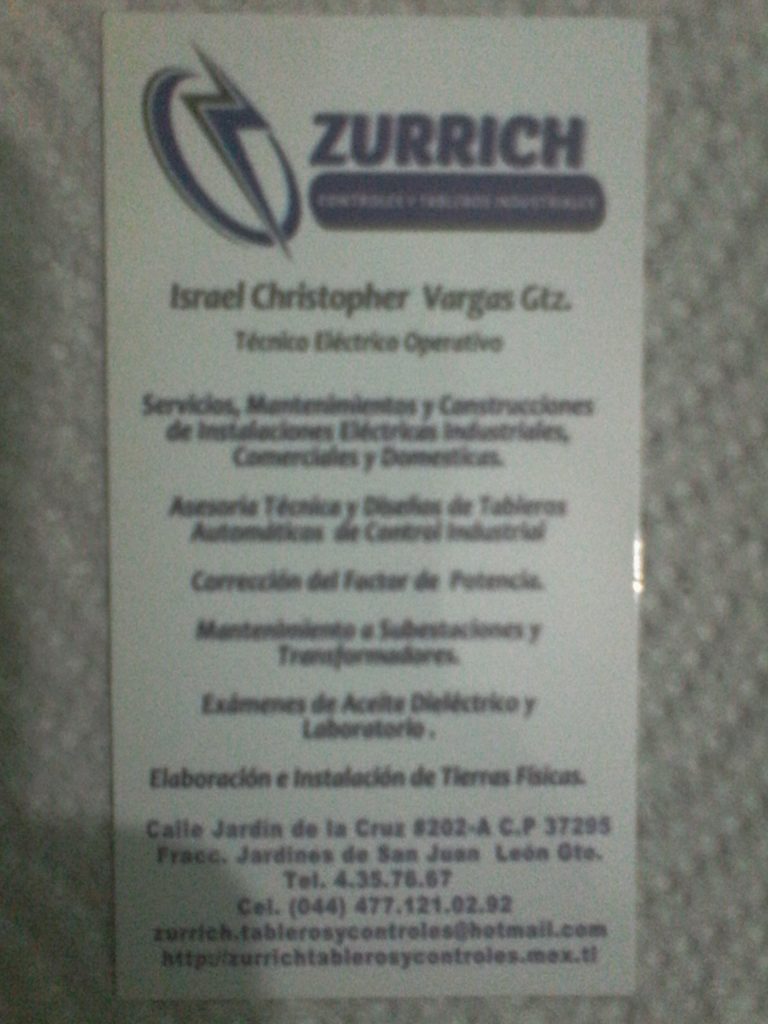 ZURRICH
CONTROLES Y TABLEROS INDUSTRIALES
Israel Christopher Vargas Gtz.
Técnico Eléctrico Operativo
Servicios, Mantenimientos y Construcciones
de Instalaciones Eléctricas Industriales,
Comerciales y Domesticas.
Asesoría Técnica y Diseños de Tableros
Automáticos de Control Industrial
Corrección del Factor de Potencia.
Mantenimiento a Subestaciones y
Transformadores.
Exámenes de Aceite Dieléctrico y
Laboratorio .
Elaboración e Instalación de Tierras Físicas.
Calle Jardín de la Cruz #202-A C.P 37295
Fracc. Jardines de San Juan León Gto.
Tel. 4.35.76.67
Cel. (044) 477.121.02.92
zurrich.tablerosycontroles@hotmail.com
http://zurrichtablerosycontroles.mex.tl